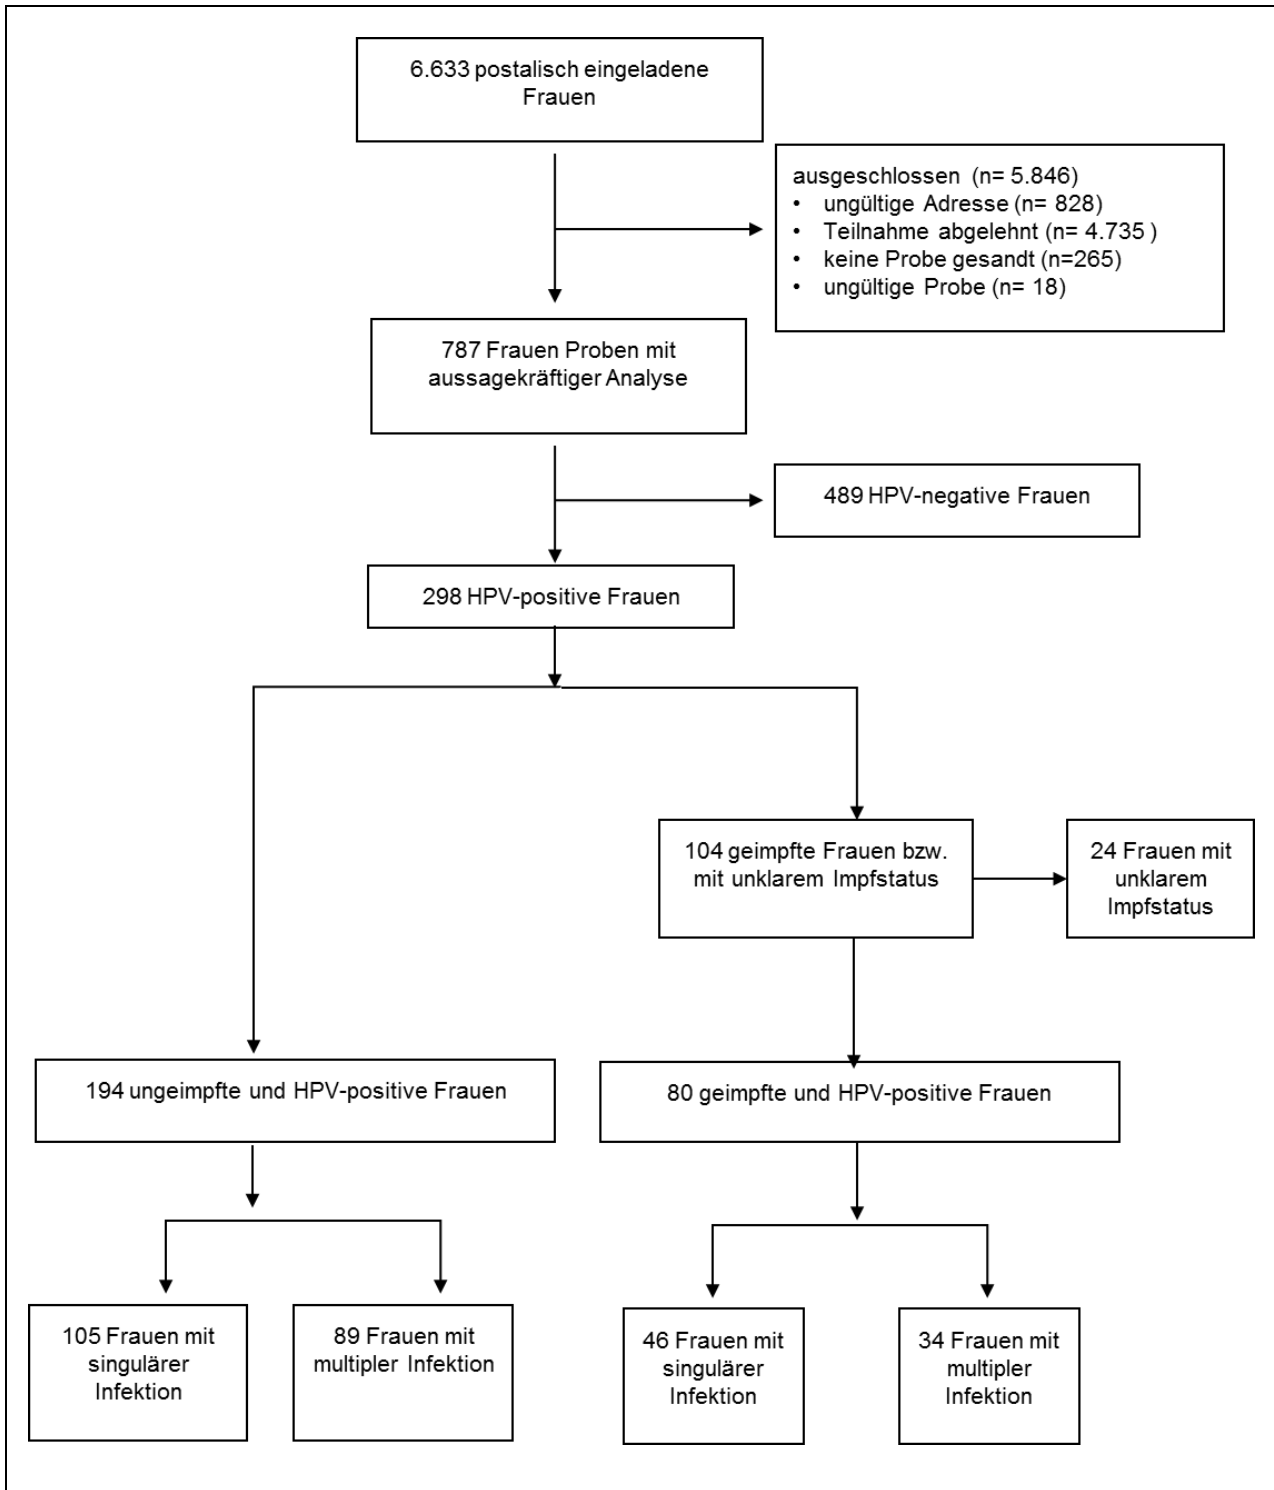 6.633 postalisch eingeladene
Frauen
ausgeschlossen (n= 5.846)
• ungültige Adresse (n= 828)
• Teilnahme abgelehnt (n= 4.735 )
• keine Probe gesandt (n=265)
• ungültige Probe (n= 18)
787 Frauen Proben mit
aussagekräftiger Analyse
489 HPV-negative Frauen
298 HPV-positive Frauen
104 geimpfte Frauen bzw.
mit unklarem Impfstatus
24 Frauen mit
unklarem
Impfstatus
194 ungeimpfte und HPV-positive Frauen
80 geimpfte und HPV-positive Frauen
105 Frauen mit
singulärer
Infektion
89 Frauen mit
multipler Infektion
46 Frauen mit
singulärer
Infektion
34 Frauen mit
multipler
Infektion